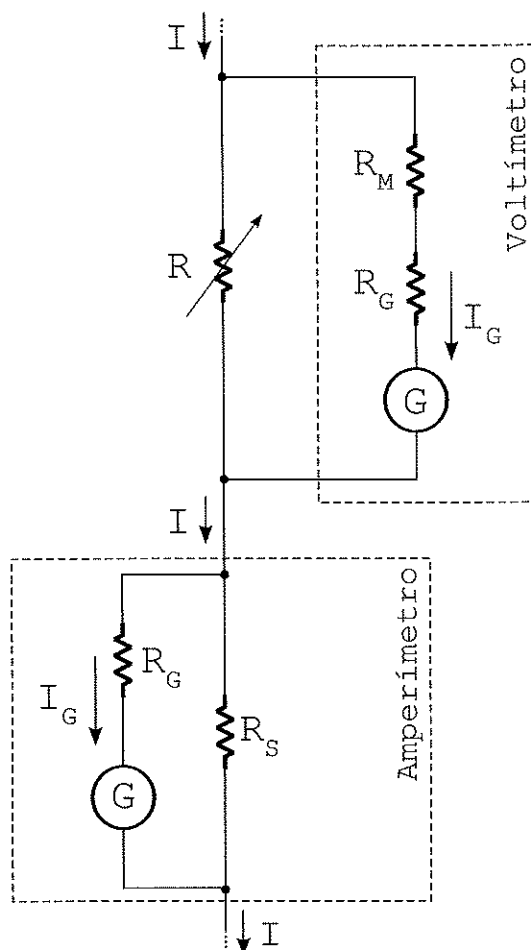 I
Voltímetro
R_M
R
R_G
I_G
G
I
Amperímetro
R_G
I_G
R_S
G
I